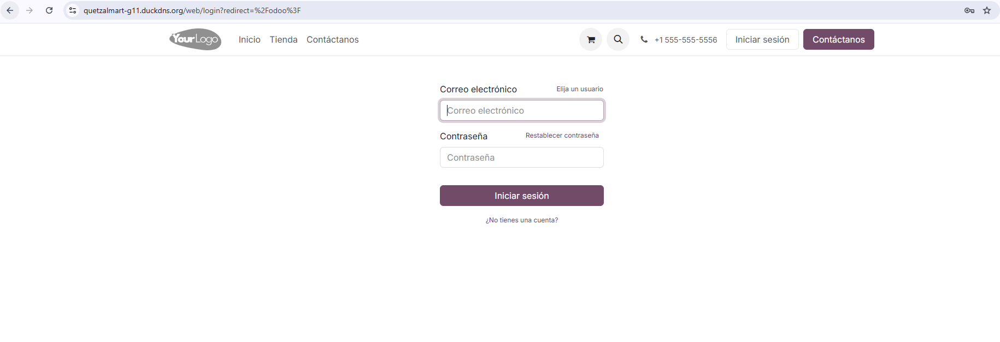 quetzalmart-g11.duckdns.org/web/login?redirect=%2Fodoo%3F
YourLogo Inicio Tienda Contáctanos +1 555-555-5556 Iniciar sesión Contáctanos
Correo electrónico Elija un usuario
Correo electrónico
Contraseña Restablecer contraseña
Contraseña
Iniciar sesión
¿No tienes una cuenta?